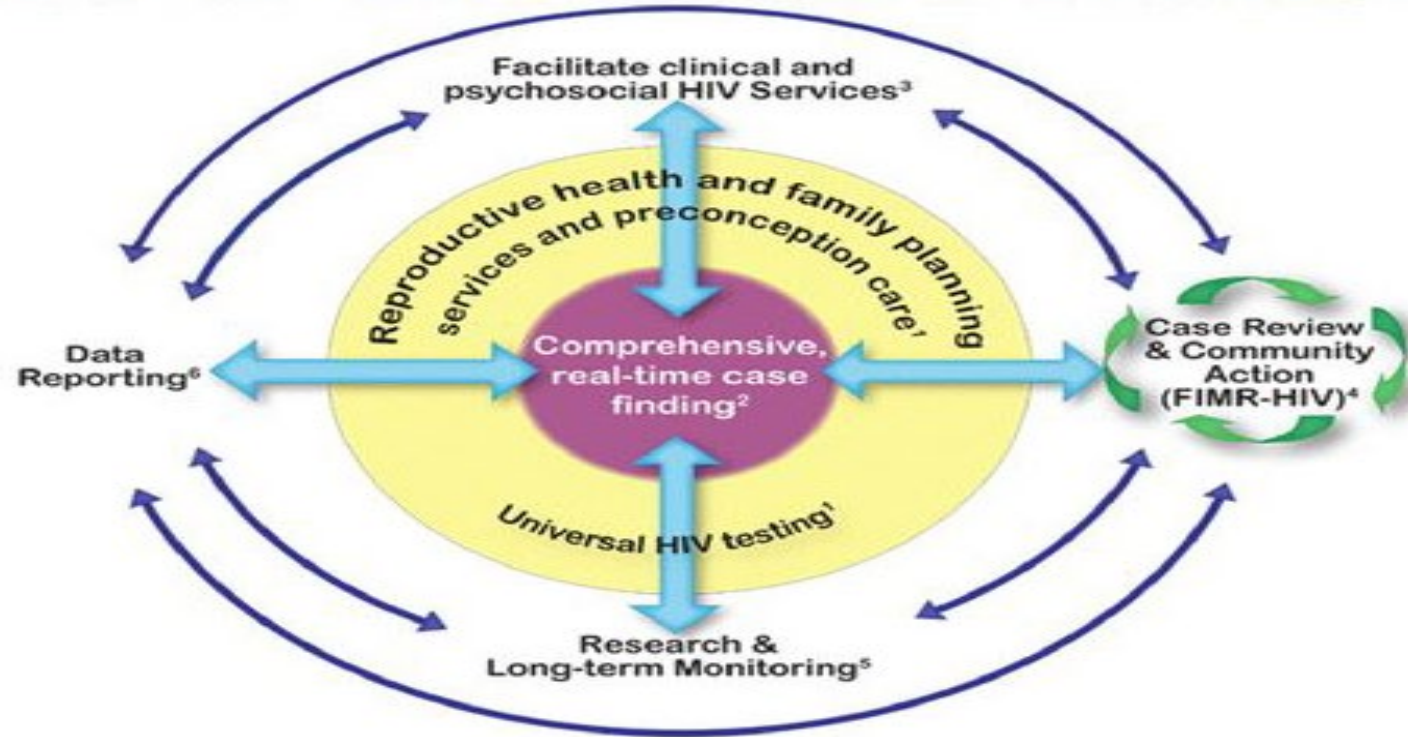 Facilitate clinical and
psychosocial HIV Services³
Reproductive health and family planning
services and preconception care¹
Comprehensive,
real-time case
finding²
Data
Reporting⁶
Case Review
& Community
Action
(FIMR-HIV)⁴
Universal HIV testing¹
Research &
Long-term Monitoring⁵